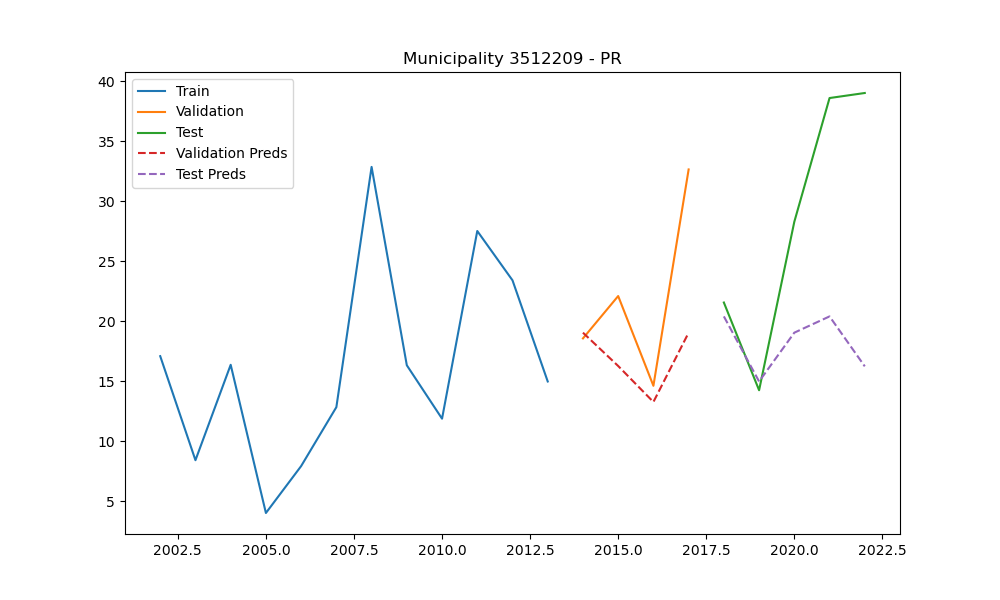 Municipality 3512209 - PR
Train
Validation
Test
Validation Preds
Test Preds
40
35
30
25
20
15
10
5
2002.5 2005.0 2007.5 2010.0 2012.5 2015.0 2017.5 2020.0 2022.5